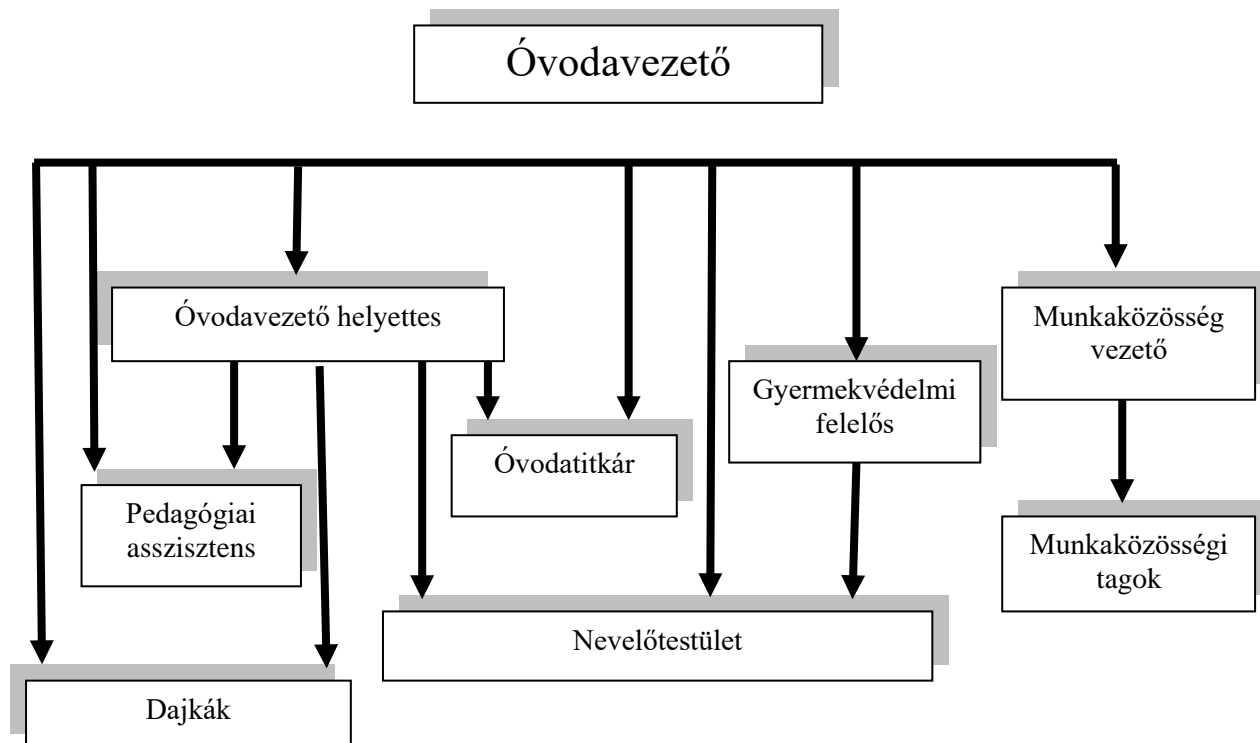 Óvodavezető
Óvodavezető helyettes
Munkaközösség
vezető
Gyermekvédelmi
felelős
Óvodatitkár
Pedagógiai
asszisztens
Munkaközösségi
tagok
Nevelőtestület
Dajkák